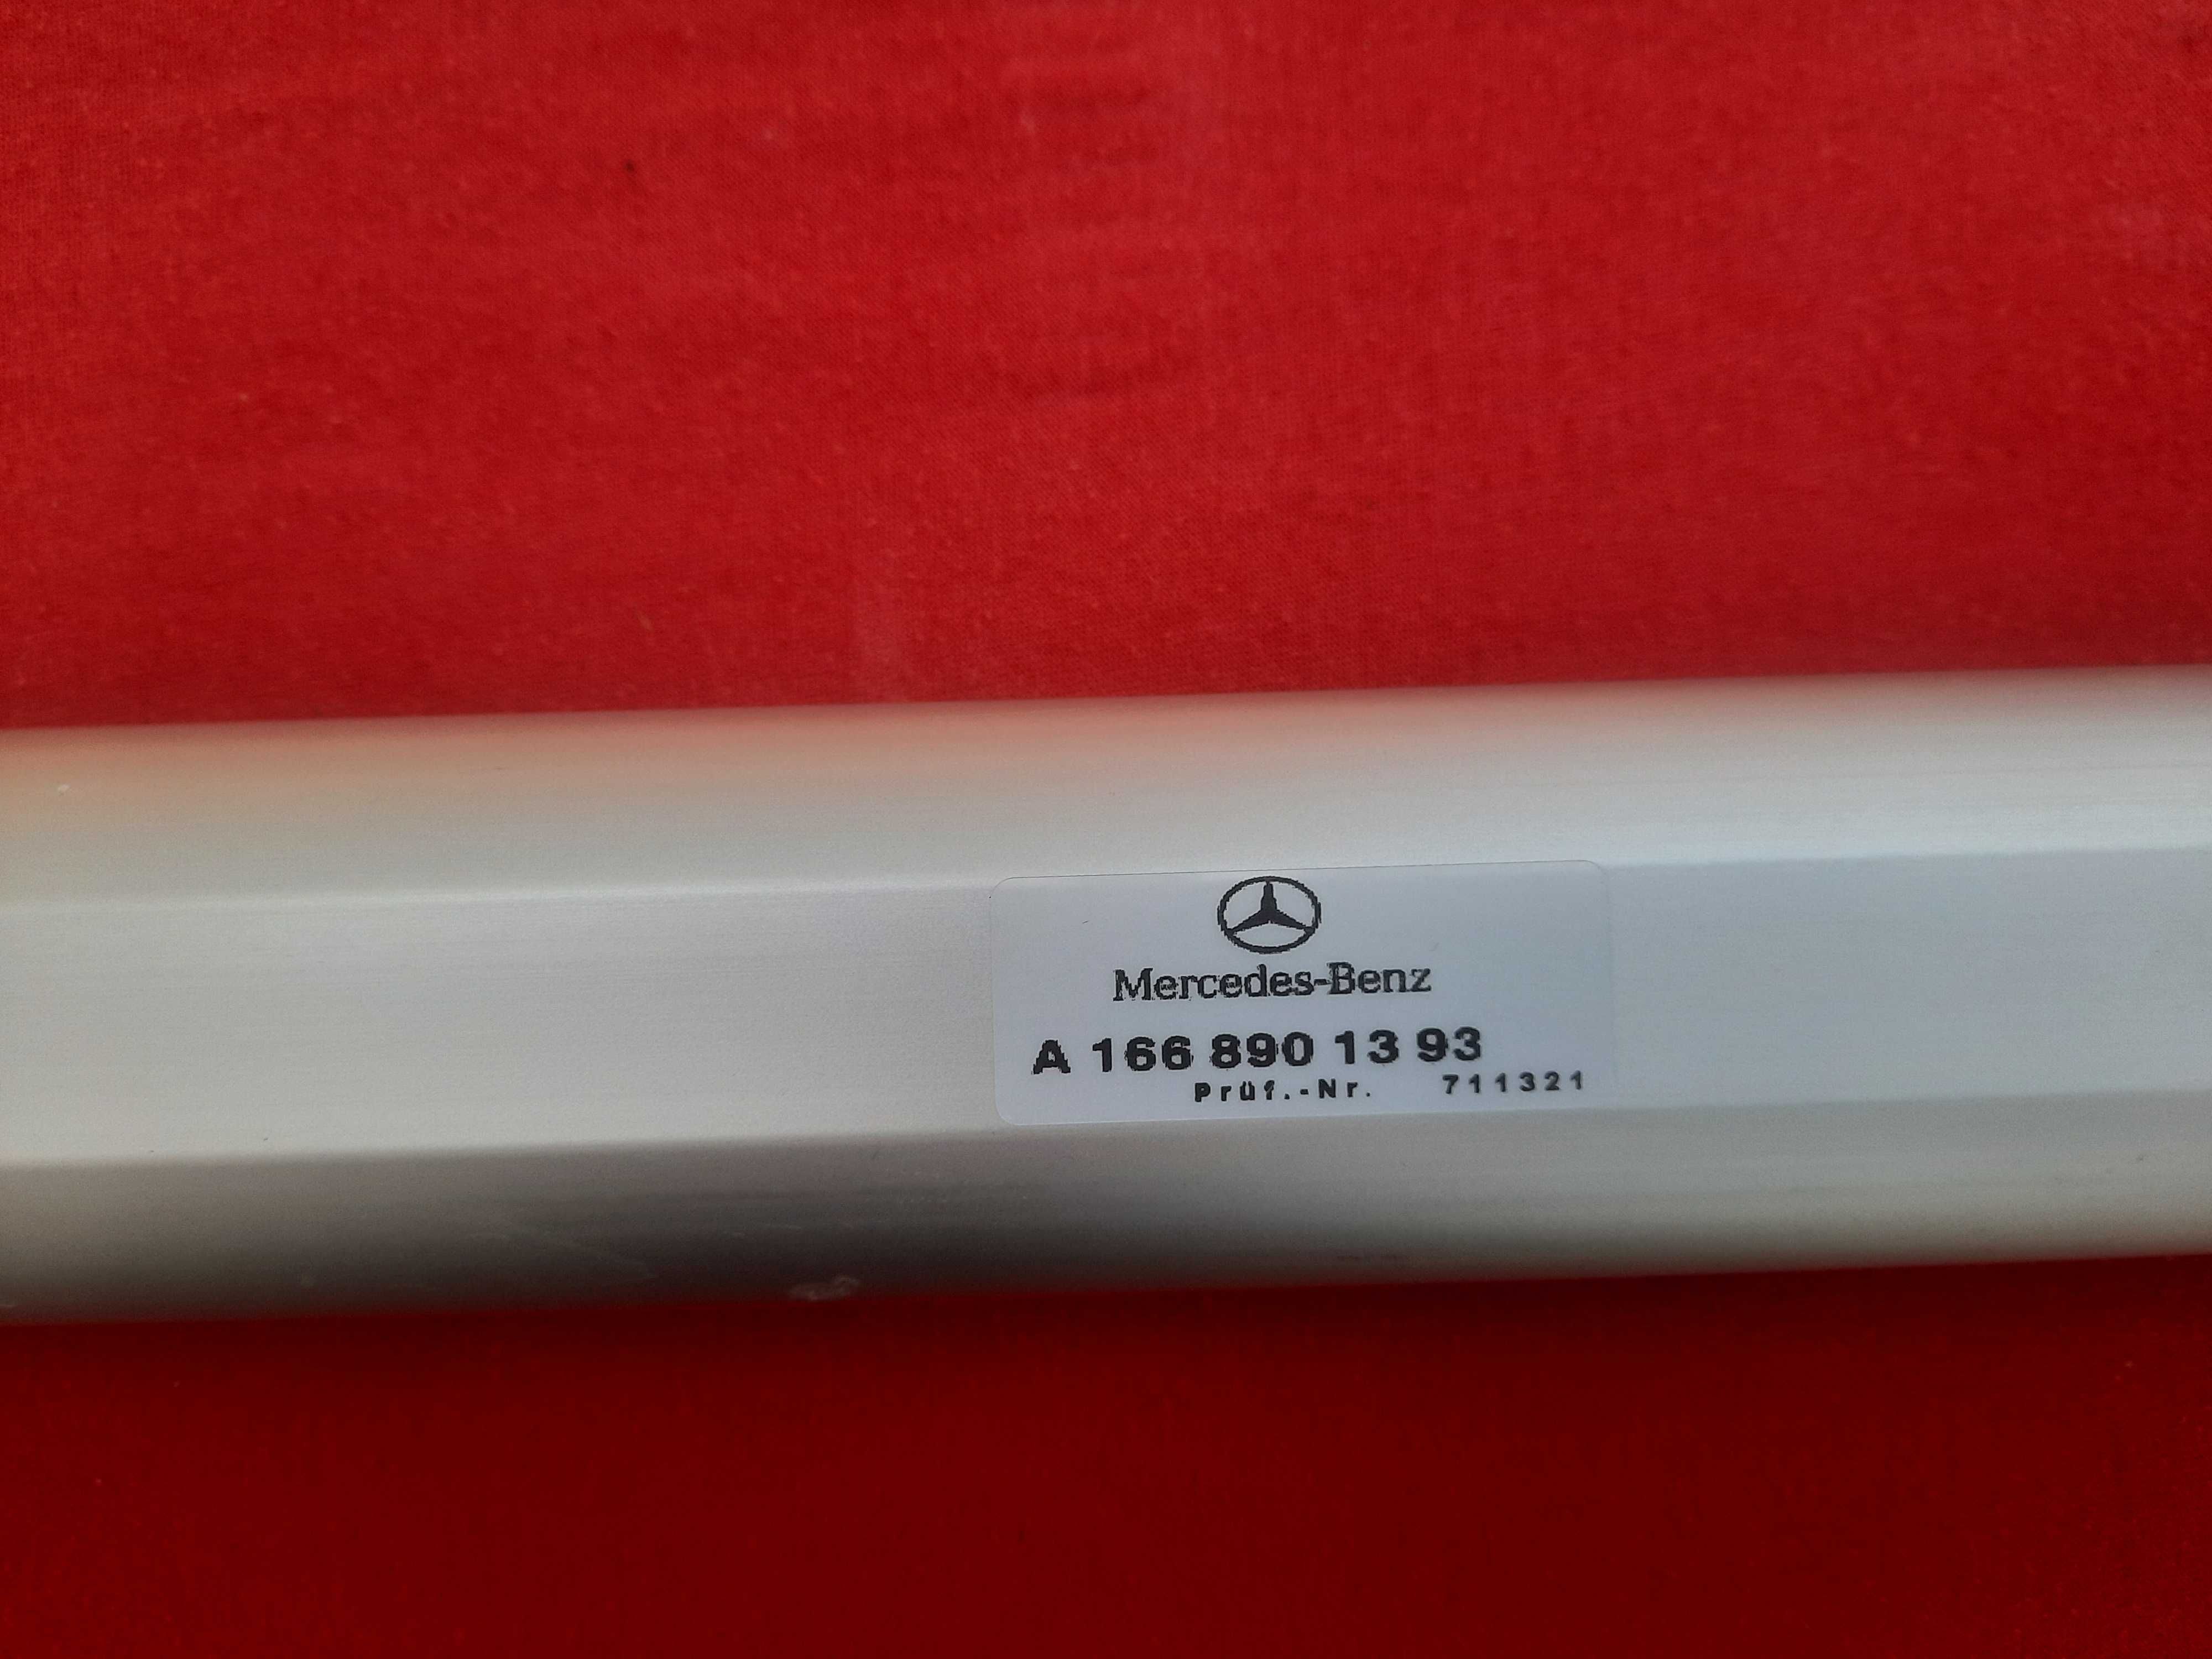 Mercedes-Benz
A 166 890 13 93
Prüf.-Nr. 711321